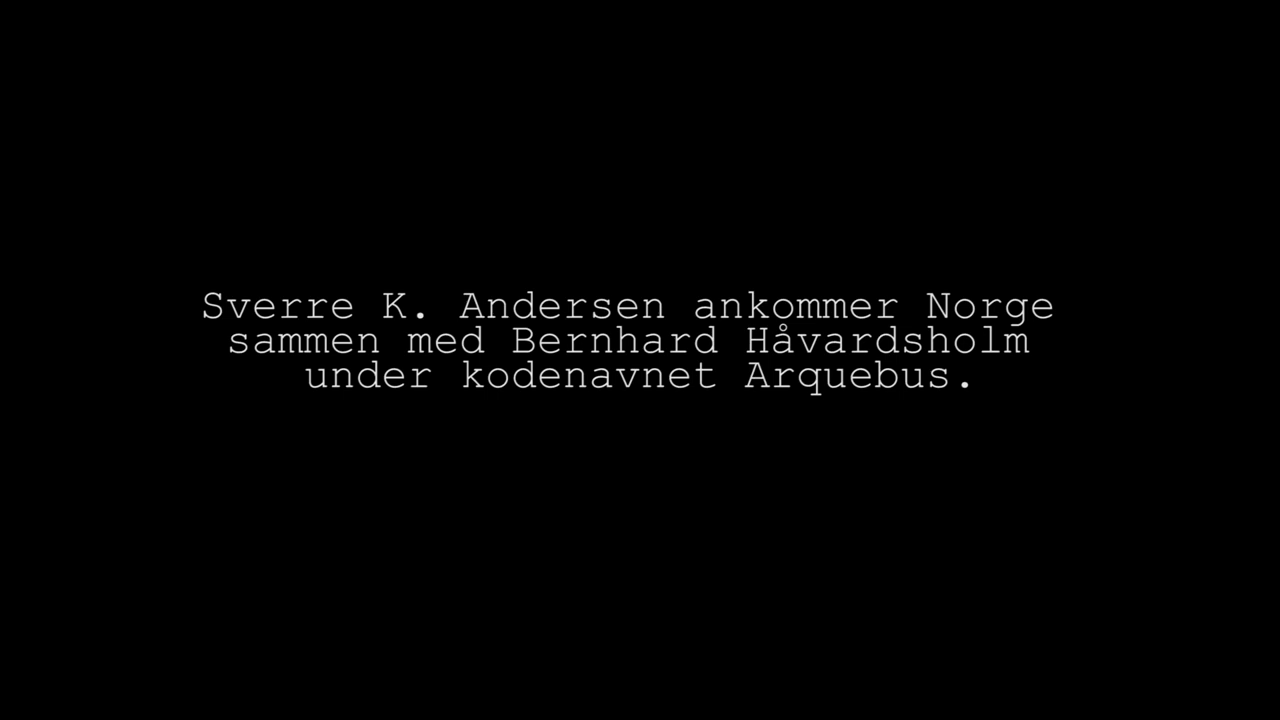 Sverre K. Andersen ankommer Norge
sammen med Bernhard Håvardsholm
under kodenavnet Arquebus.